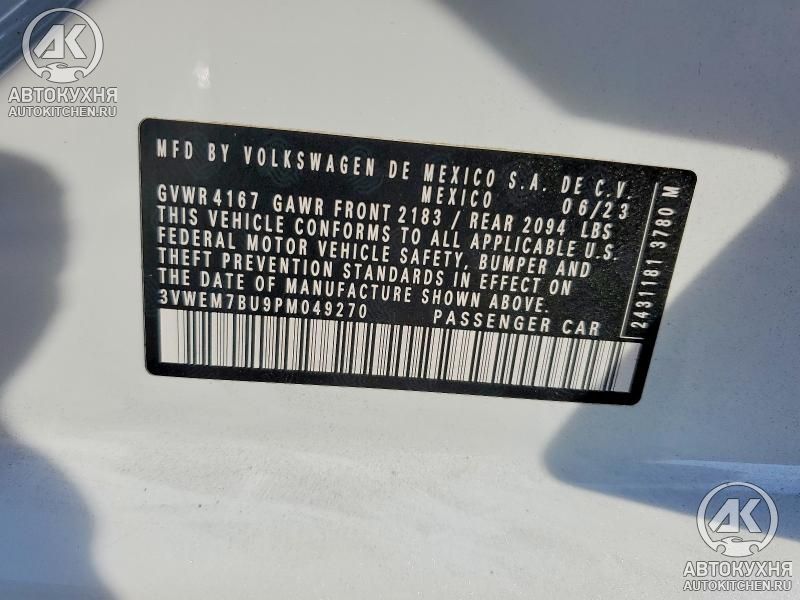 AK
АВТОКУХНЯ
AUTOKITCHEN.RU
MFD BY VOLKSWAGEN DE MEXICO S.A. DE C.V.
MEXICO 06/23
GVWR 4167 GAWR FRONT 2183 / REAR 2094 LBS
THIS VEHICLE CONFORMS TO ALL APPLICABLE U.S.
FEDERAL MOTOR VEHICLE SAFETY, BUMPER AND
THEFT PREVENTION STANDARDS IN EFFECT ON
THE DATE OF MANUFACTURE SHOWN ABOVE.
3VWEM7BU9PM049270 PASSENGER CAR
2431181 3780 M
AK
АВТОКУХНЯ
AUTOKITCHEN.RU